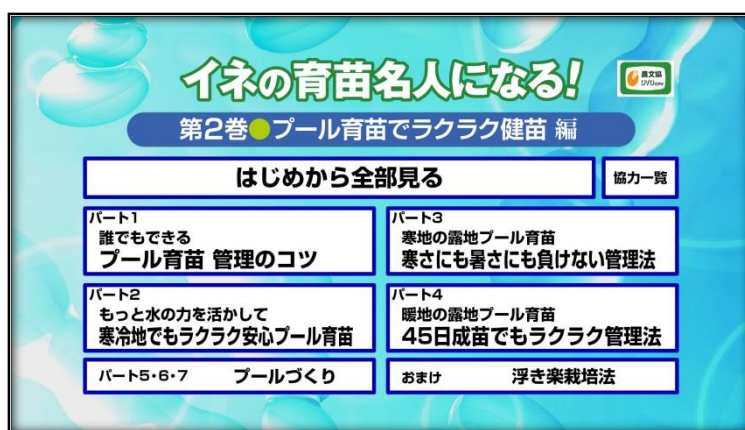 イネの育苗名人になる!
農文協
第2巻●プール育苗でラクラク健苗 編
はじめから全部見る
協力一覧
パート1
誰でもできる
プール育苗 管理のコツ
パート3
寒地の露地プール育苗
寒さにも暑さにも負けない管理法
パート2
もっと水の力を活かして
寒冷地でもラクラク安心プール育苗
パート4
暖地の露地プール育苗
45日成苗でもラクラク管理法
パート5・6・7 プールづくり
おまけ 浮き楽栽培法